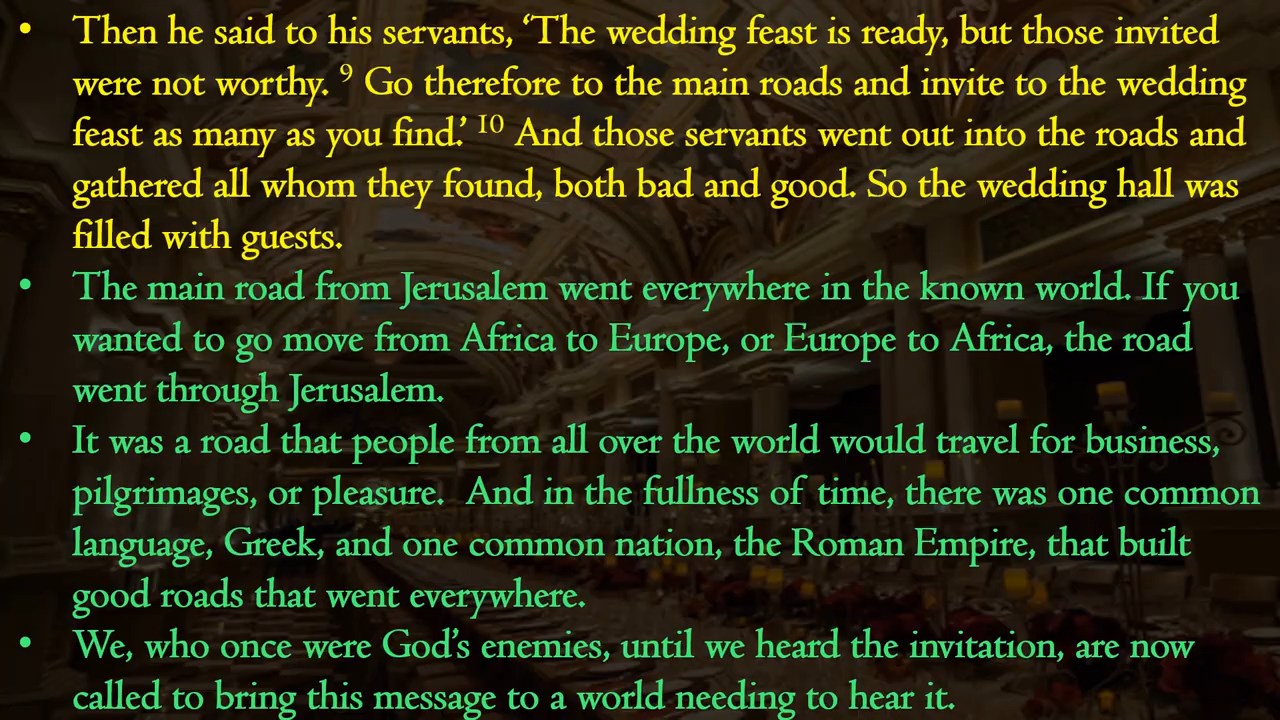 • Then he said to his servants, ‘The wedding feast is ready, but those invited
were not worthy. ⁹ Go therefore to the main roads and invite to the wedding
feast as many as you find.’ ¹⁰ And those servants went out into the roads and
gathered all whom they found, both bad and good. So the wedding hall was
filled with guests.
• The main road from Jerusalem went everywhere in the known world. If you
wanted to go move from Africa to Europe, or Europe to Africa, the road
went through Jerusalem.
• It was a road that people from all over the world would travel for business,
pilgrimages, or pleasure.  And in the fullness of time, there was one common
language, Greek, and one common nation, the Roman Empire, that built
good roads that went everywhere.
• We, who once were God’s enemies, until we heard the invitation, are now
called to bring this message to a world needing to hear it.